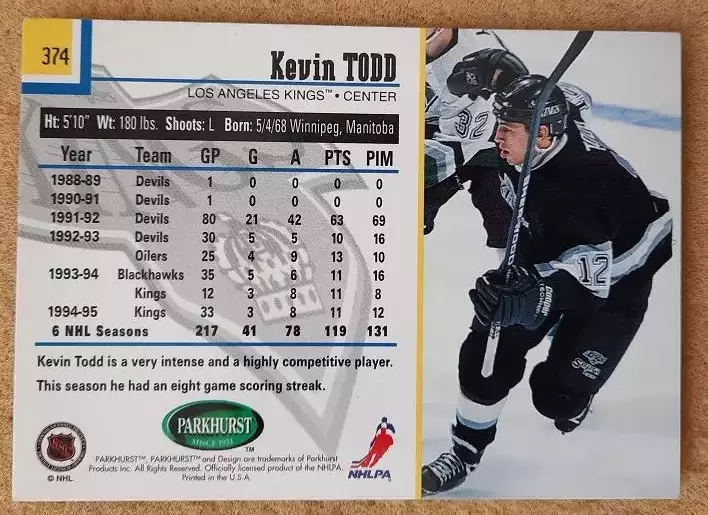 374
Kevin TODD
LOS ANGELES KINGS™ • CENTER
Ht: 5'10" Wt: 180 lbs. Shoots: L Born: 5/4/68 Winnipeg, Manitoba
Year Team GP G A PTS PIM
1988-89 Devils 1 0 0 0 0
1990-91 Devils 1 0 0 0 0
1991-92 Devils 80 21 42 63 69
1992-93 Devils 30 5 5 10 16
Oilers 25 4 9 13 10
1993-94 Blackhawks 35 5 6 11 16
Kings 12 3 8 11 8
1994-95 Kings 33 3 8 11 12
6 NHL Seasons 217 41 78 119 131
Kevin Todd is a very intense and a highly competitive player.
This season he had an eight game scoring streak.
PARKHURST
SINCE 1951
™
PARKHURST™, PARKHURST™ and Design are trademarks of Parkhurst
Products Inc. All Rights Reserved. Officially licensed product of the NHLPA.
Printed in the U.S.A.
NHL
© NHL
NHLPA
32
12